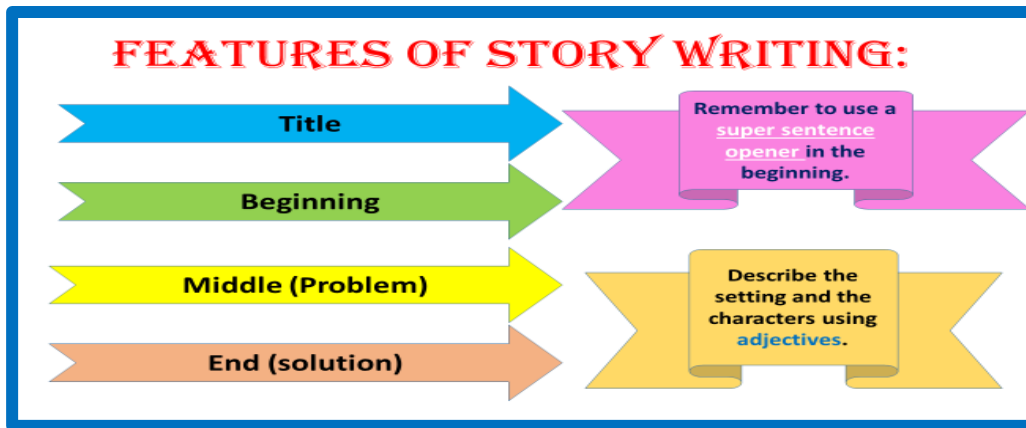 FEATURES OF STORY WRITING:
Title
Beginning
Middle (Problem)
End (solution)
Remember to use a
super sentence
opener in the
beginning.
Describe the
setting and the
characters using
adjectives.